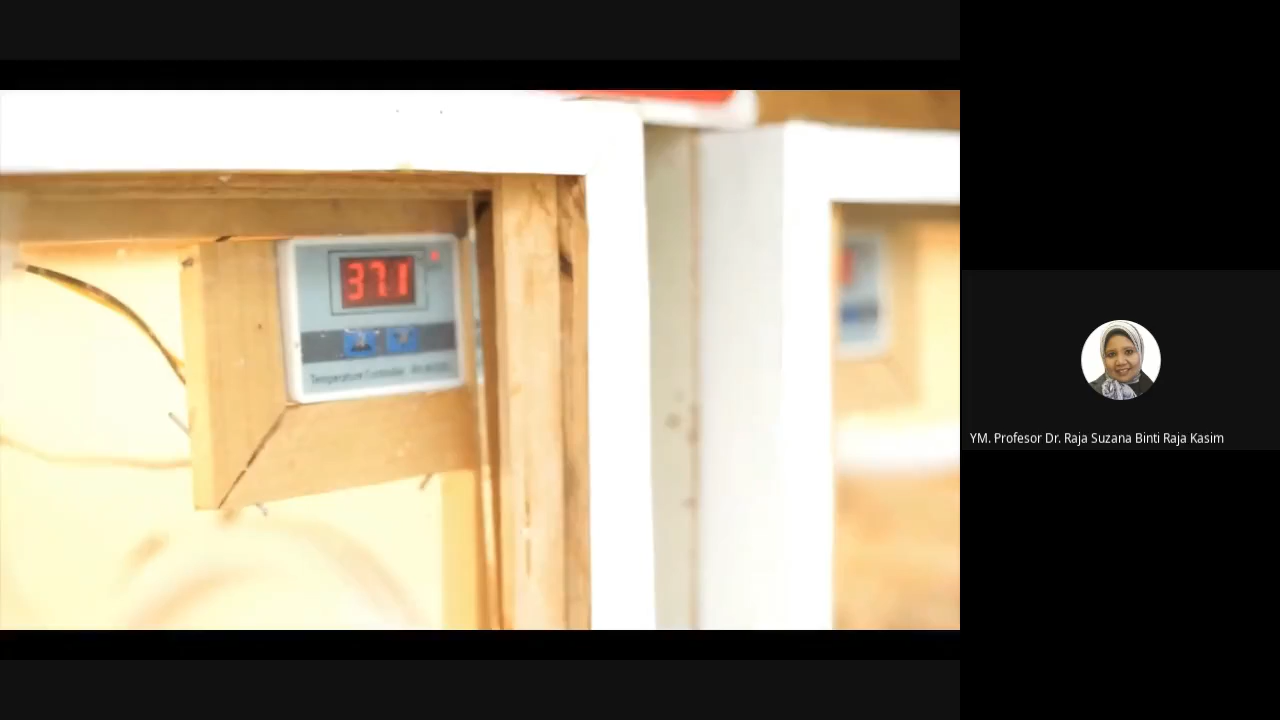 37.1
Temperature Controller
YM. Profesor Dr. Raja Suzana Binti Raja Kasim